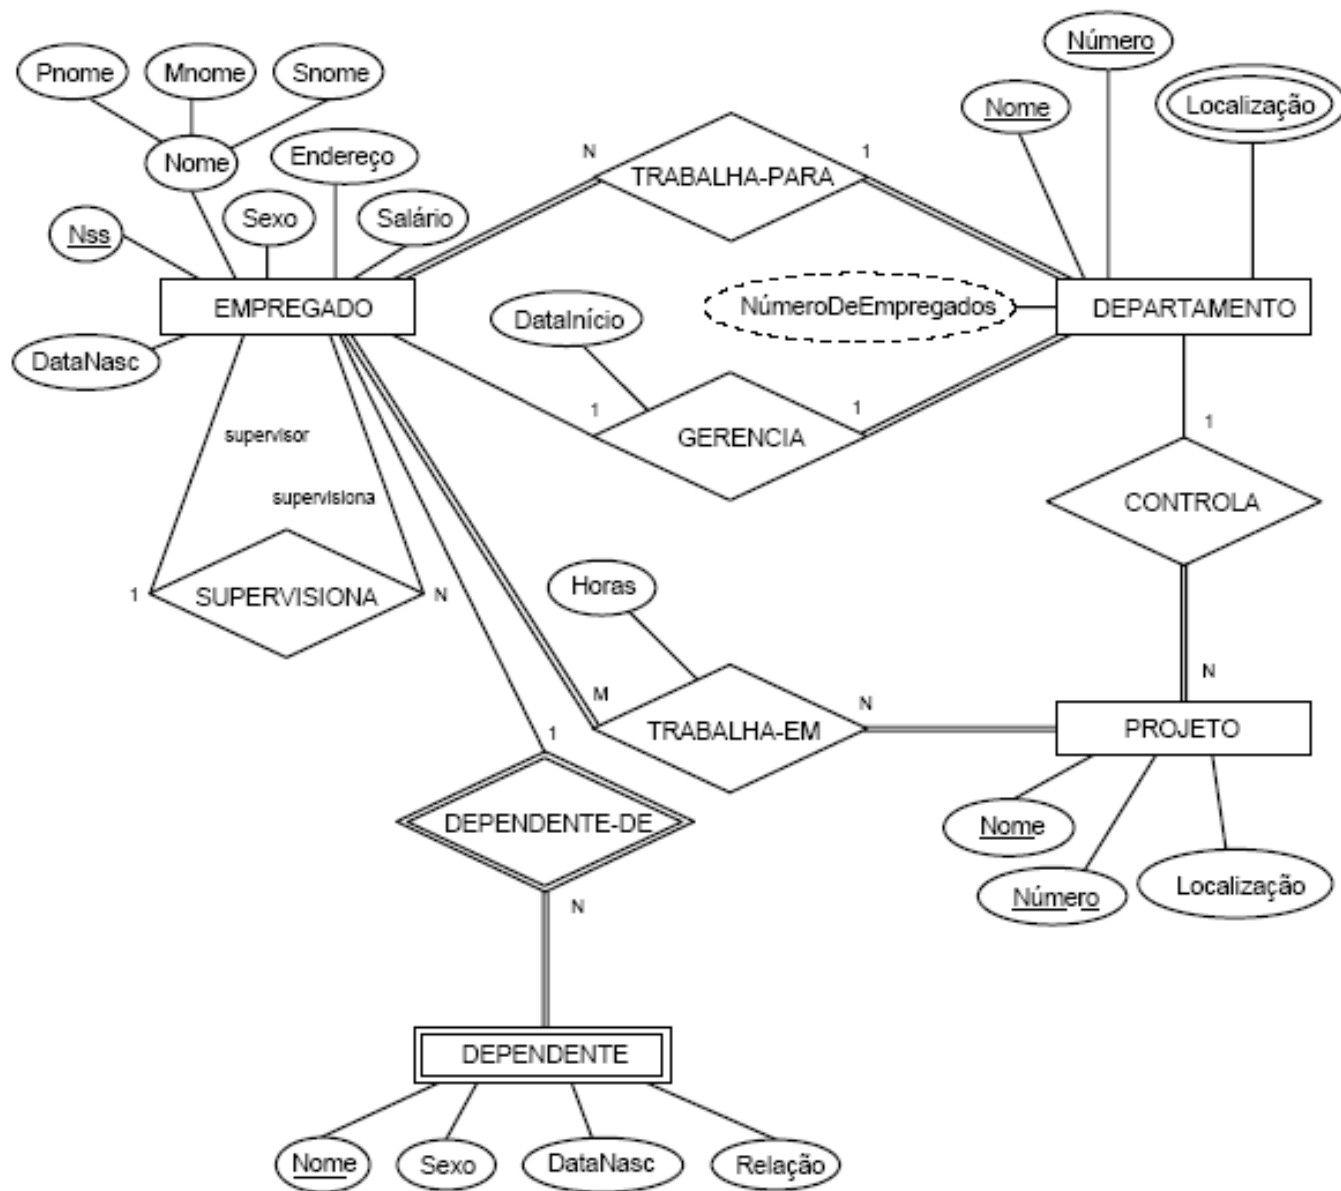 Número
Pnome
Mnome
Snome
Nome
Localização
Nome
Endereço
N
TRABALHA-PARA
1
Sexo
Salário
Nss
EMPREGADO
DataInício
NúmeroDeEmpregados
DEPARTAMENTO
DataNasc
1
GERENCIA
1
1
supervisor
supervisiona
CONTROLA
1
SUPERVISIONA
N
Horas
M
TRABALHA-EM
N
N
PROJETO
1
DEPENDENTE-DE
N
Nome
Número
Localização
DEPENDENTE
Nome
Sexo
DataNasc
Relação